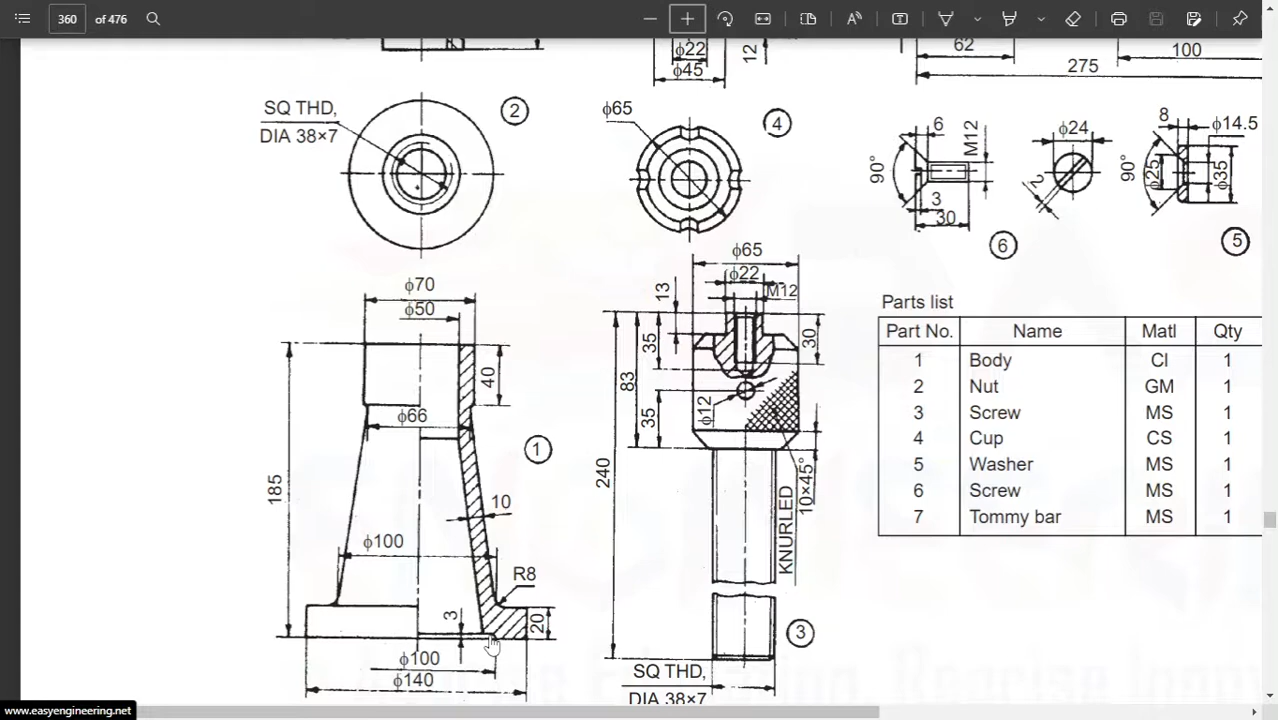 360 of 476
ϕ22
ϕ45
12
62
100
275
SQ THD,
DIA 38×7
2
ϕ65
4
6
M12
90°
3
30
6
ϕ24
2
8
ϕ14.5
90°
ϕ25
ϕ35
5
ϕ70
ϕ50
40
ϕ66
185
10
1
ϕ100
R8
3
20
ϕ100
ϕ140
ϕ65
ϕ22
M12
13
35
30
83
ϕ12
35
240
KNURLED
10×45°
3
SQ THD,
DIA 38×7
Parts list
Part No. Name Matl Qty
1 Body CI 1
2 Nut GM 1
3 Screw MS 1
4 Cup CS 1
5 Washer MS 1
6 Screw MS 1
7 Tommy bar MS 1
www.easyengineering.net